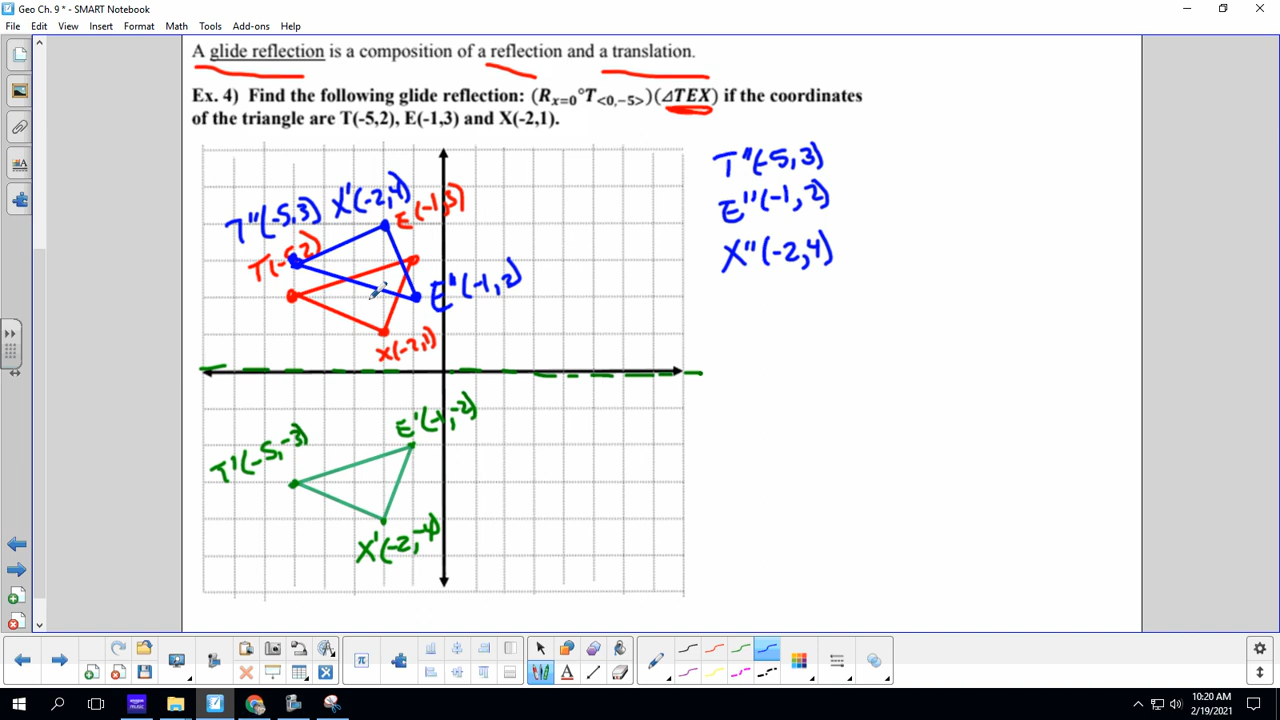 Geo Ch. 9 * - SMART Notebook
File Edit View Insert Format Math Tools Add-ons Help
A glide reflection is a composition of a reflection and a translation.
Ex. 4) Find the following glide reflection: (Rx=0°T<0,−5>)(⊿TEX) if the coordinates
of the triangle are T(-5,2), E(-1,3) and X(-2,1).
T"(-5,3)
E"(-1,2)
X"(-2,4)
T"(-5,3)
X'(-2,4)
E(-1,3)
T(-5,2)
E"(-1,2)
X(-2,1)
E'(-1,-2)
T'(-5,-3)
X'(-2,-4)
π
A
10:20 AM
2/19/2021